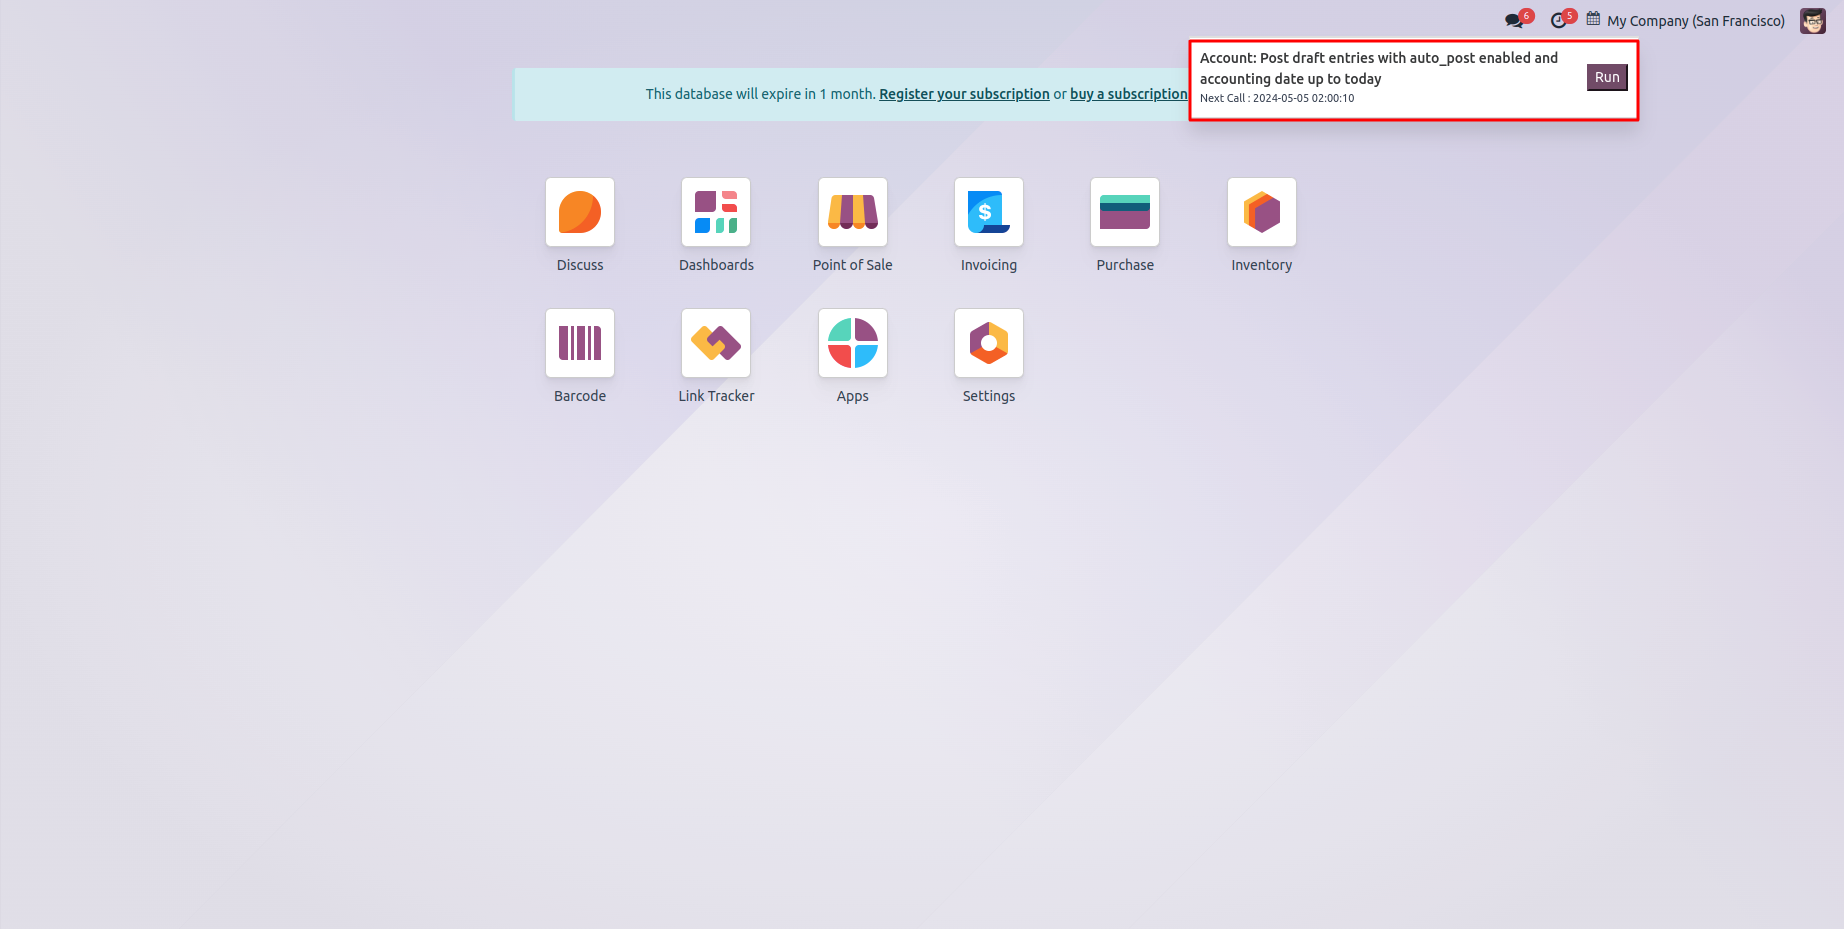 6
5
My Company (San Francisco)
Account: Post draft entries with auto_post enabled and
accounting date up to today
Run
Next Call : 2024-05-05 02:00:10
This database will expire in 1 month. Register your subscription or buy a subscription
$
Discuss
Dashboards
Point of Sale
Invoicing
Purchase
Inventory
Barcode
Link Tracker
Apps
Settings